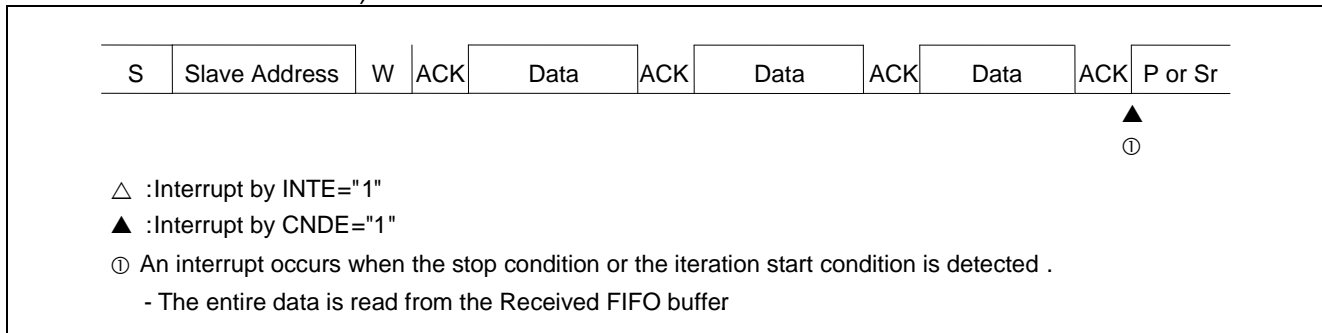 S Slave Address W ACK Data ACK Data ACK Data ACK P or Sr
▲
①
△ :Interrupt by INTE="1"
▲ :Interrupt by CNDE="1"
① An interrupt occurs when the stop condition or the iteration start condition is detected .
- The entire data is read from the Received FIFO buffer